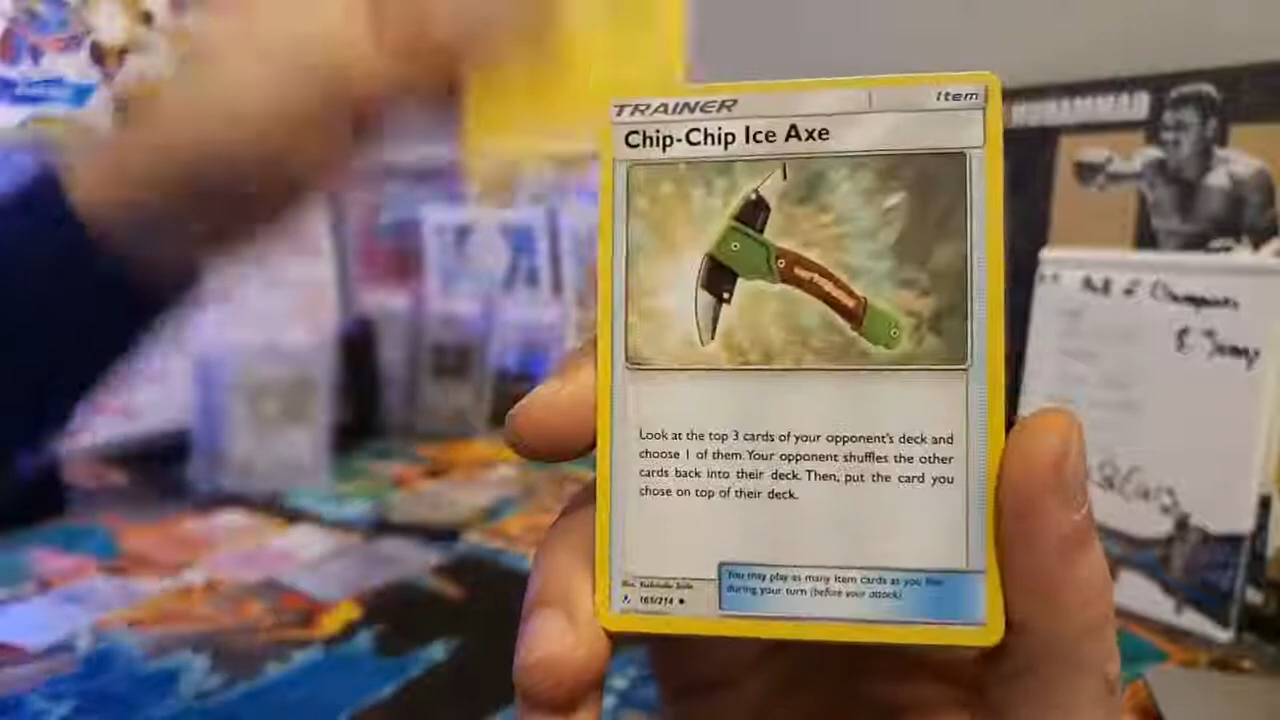 TRAINER
Item
Chip-Chip Ice Axe
Look at the top 3 cards of your opponent's deck and
choose 1 of them. Your opponent shuffles the other
cards back into their deck. Then, put the card you
chose on top of their deck.
You may play as many Item cards as you like
during your turn (before your attack).
Illus.
165/214